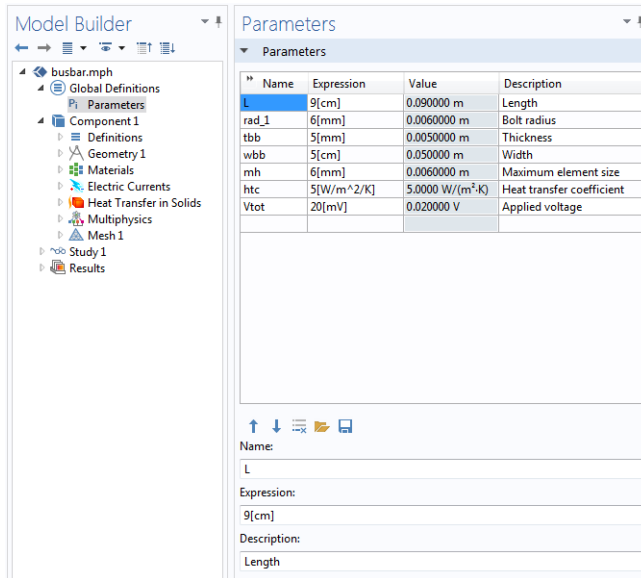 Model Builder
busbar.mph
Global Definitions
Pi Parameters
Component 1
Definitions
Geometry 1
Materials
Electric Currents
Heat Transfer in Solids
Multiphysics
Mesh 1
Study 1
Results
Parameters
Parameters
Name Expression Value Description
L 9[cm] 0.090000 m Length
rad_1 6[mm] 0.0060000 m Bolt radius
tbb 5[mm] 0.0050000 m Thickness
wbb 5[cm] 0.050000 m Width
mh 6[mm] 0.0060000 m Maximum element size
htc 5[W/m^2/K] 5.0000 W/(m²·K) Heat transfer coefficient
Vtot 20[mV] 0.020000 V Applied voltage
Name:
L
Expression:
9[cm]
Description:
Length